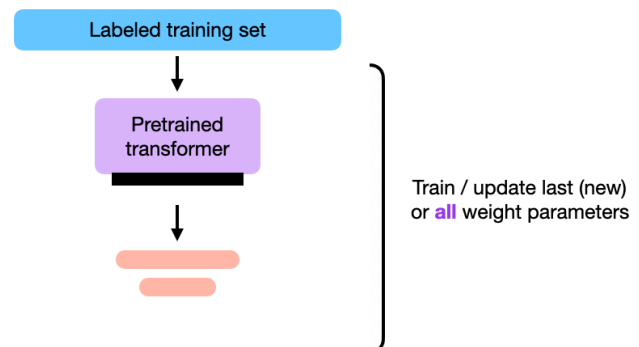 Labeled training set
Pretrained
transformer
Train / update last (new)
or all weight parameters